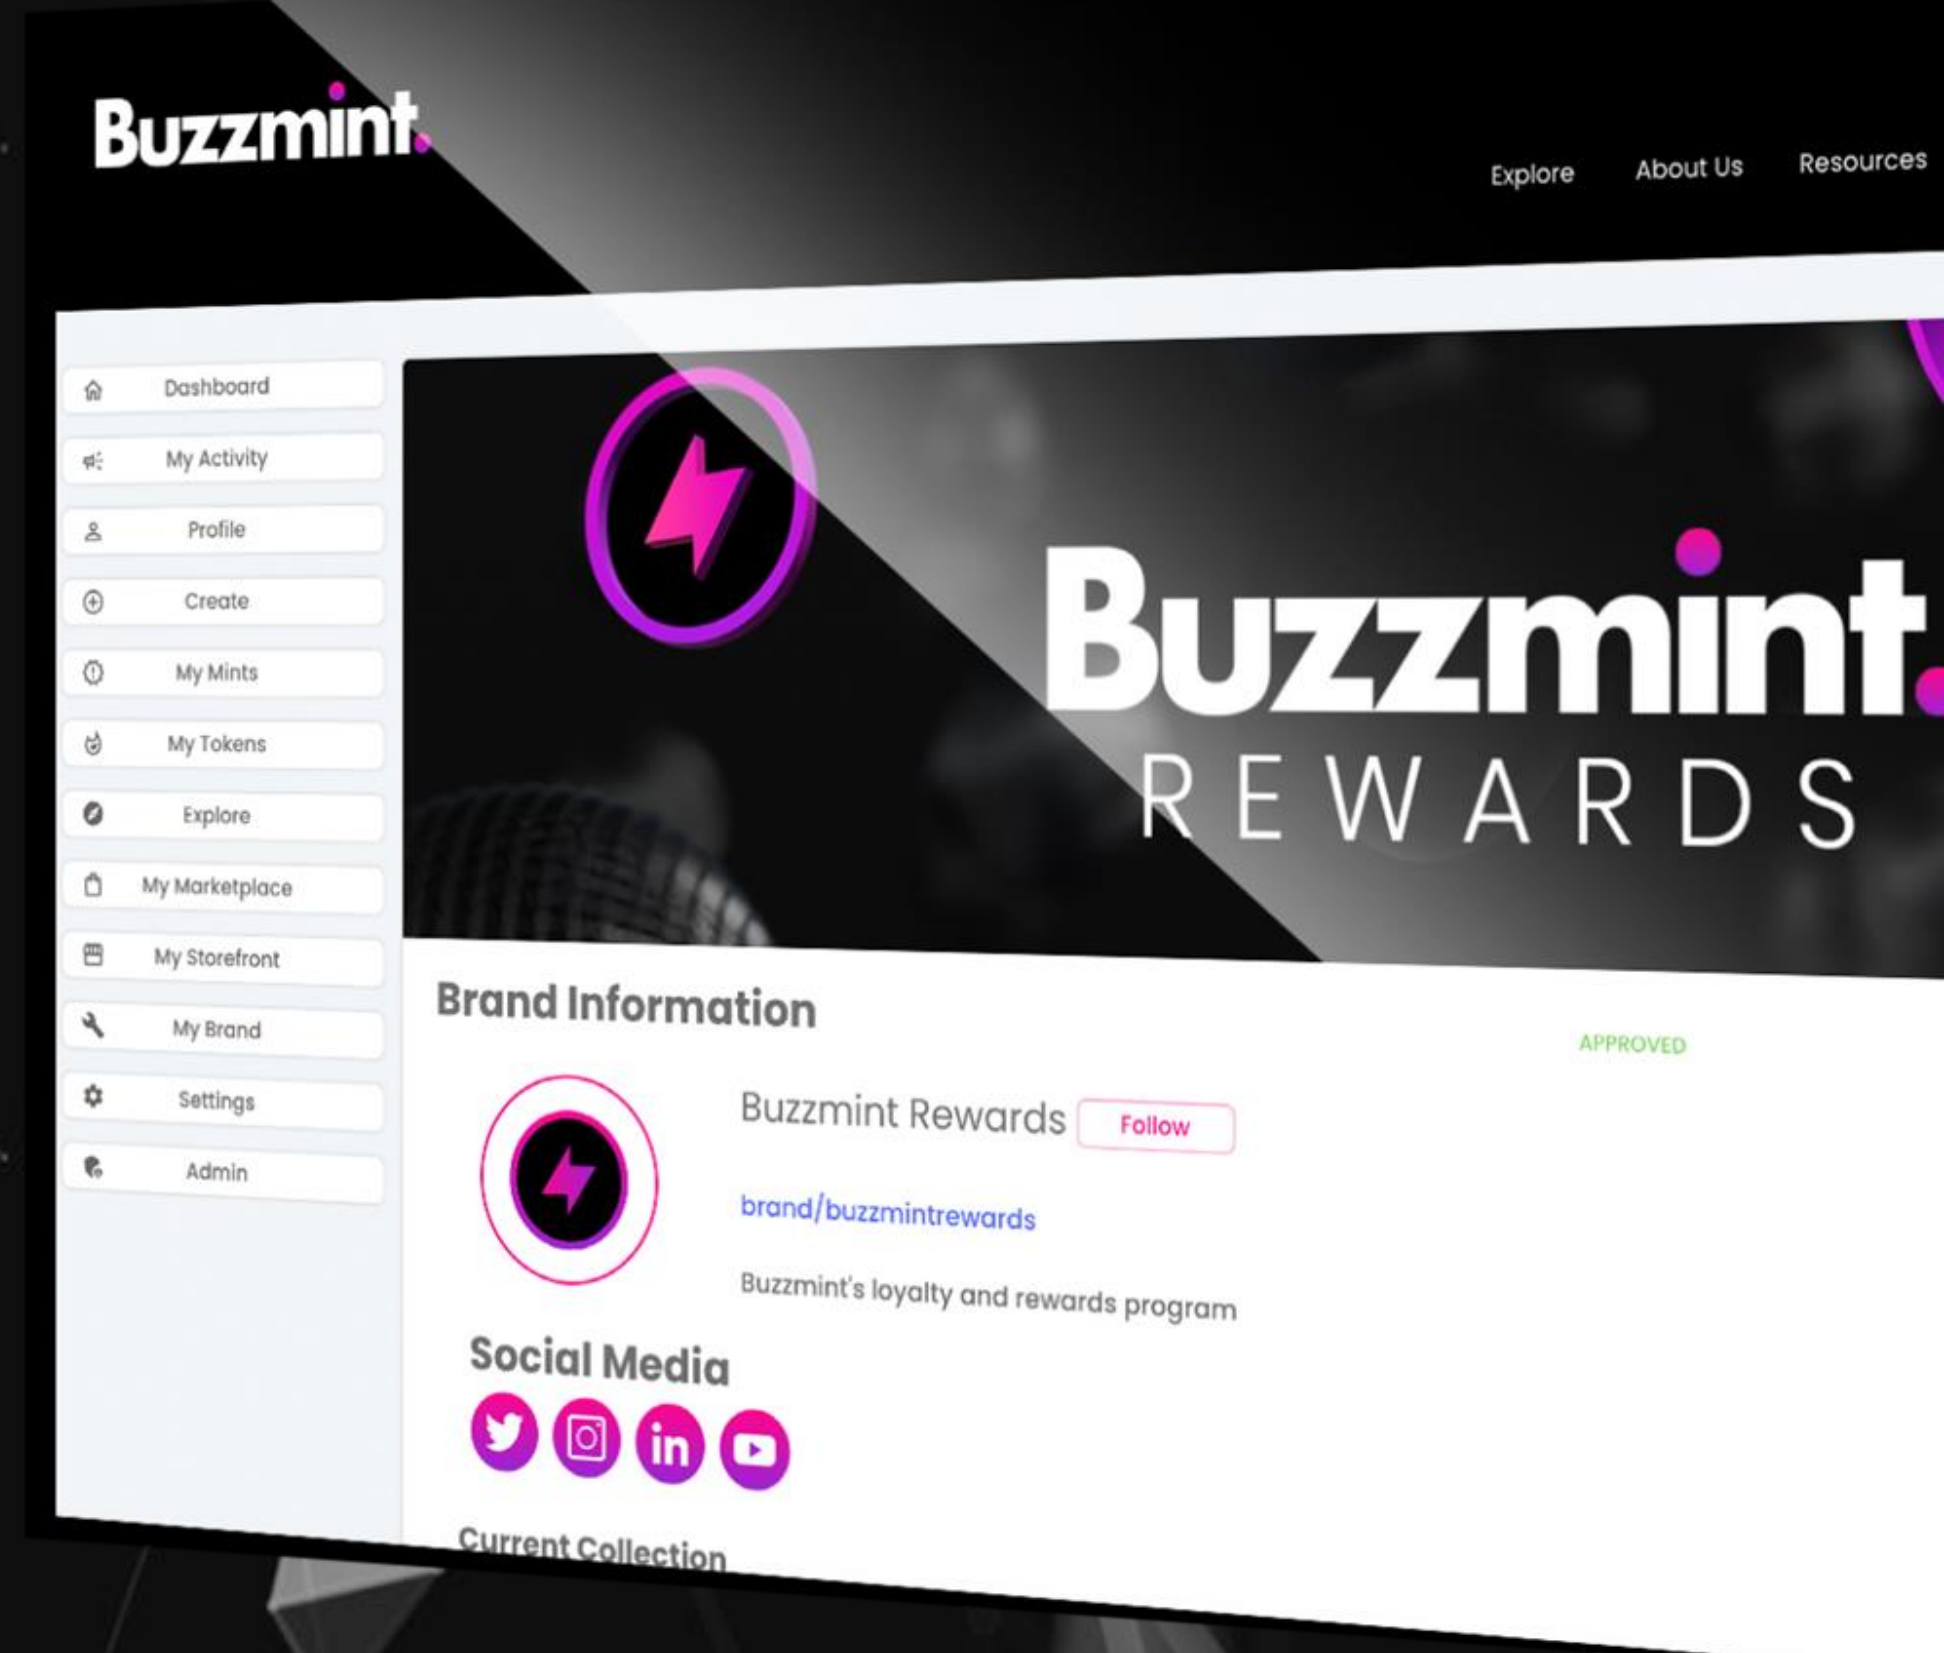 Buzzmint.
Explore About Us Resources
Dashboard
My Activity
Profile
Create
My Mints
My Tokens
Explore
My Marketplace
My Storefront
My Brand
Settings
Admin
Buzzmint.
REWARDS
Brand Information
APPROVED
Buzzmint Rewards Follow
brand/buzzmintrewards
Buzzmint's loyalty and rewards program
Social Media
in
Current Collection